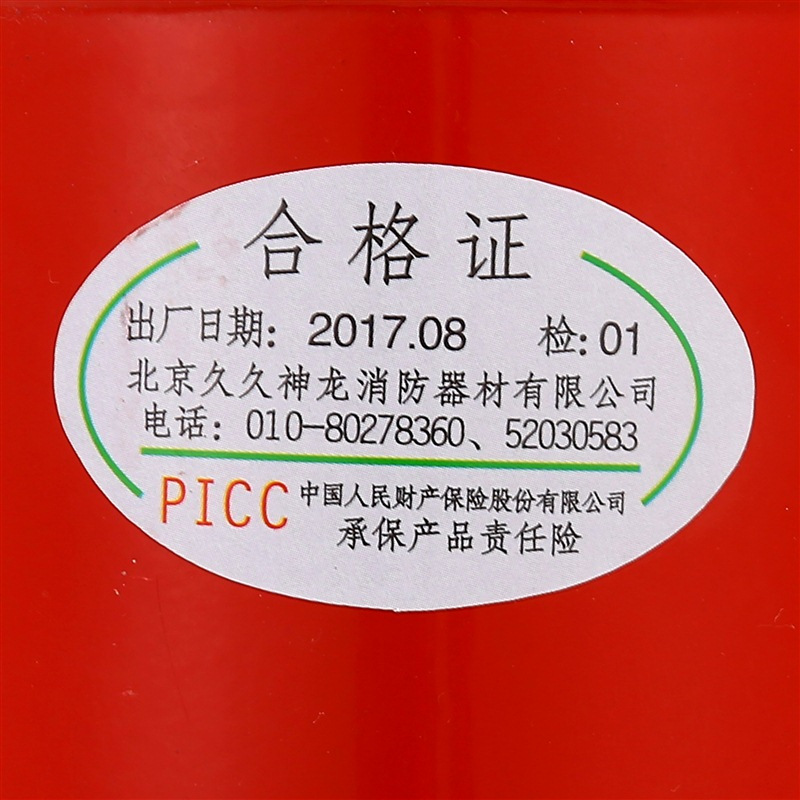 合格证
出厂日期: 2017.08 检:01
北京久久神龙消防器材有限公司
电话: 010-80278360、52030583
PICC 中国人民财产保险股份有限公司
承保产品责任险